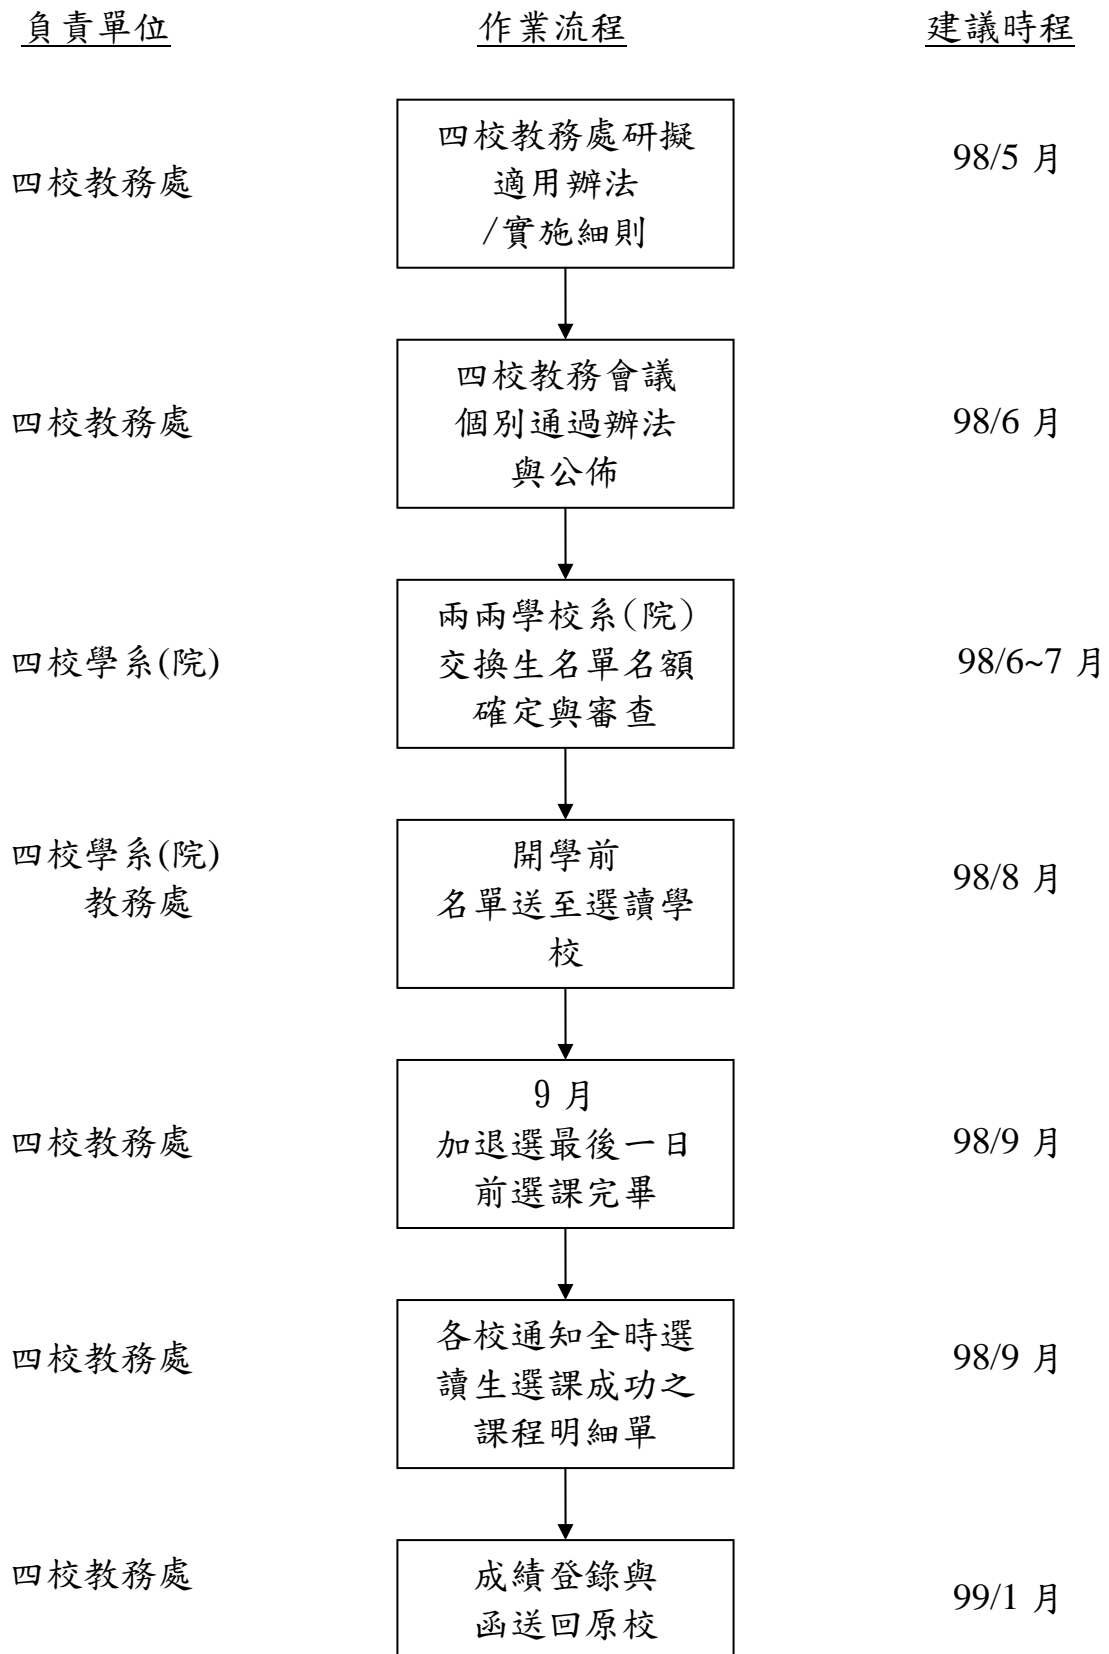 負責單位 作業流程 建議時程
四校教務處研擬
適用辦法
/實施細則
四校教務處
98/5 月
四校教務會議
個別通過辦法
與公佈
四校教務處
98/6 月
兩兩學校系(院)
交換生名單名額
確定與審查
四校學系(院)
98/6~7 月
四校學系(院)
教務處
開學前
名單送至選讀學
校
98/8 月
四校教務處
9 月
加退選最後一日
前選課完畢
98/9 月
四校教務處
各校通知全時選
讀生選課成功之
課程明細單
98/9 月
四校教務處
成績登錄與
函送回原校
99/1 月